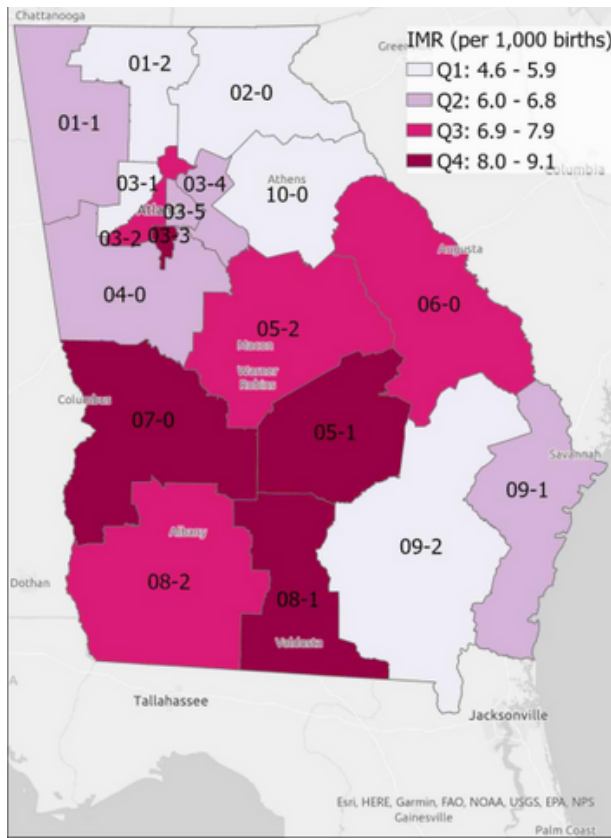 Chattanooga
IMR (per 1,000 births)
Q1: 4.6 - 5.9
Q2: 6.0 - 6.8
Q3: 6.9 - 7.9
Q4: 8.0 - 9.1
Columbia
01-2
02-0
01-1
03-1
03-4
Athens
10-0
03-5
03-2
03-3
Augusta
04-0
06-0
05-2
Macon
Warner
Robins
Columbus
07-0
05-1
Savannah
09-1
Albany
09-2
Dothan
08-2
08-1
Valdosta
Tallahassee
Jacksonville
Esri, HERE, Garmin, FAO, NOAA, USGS, EPA, NPS
Gainesville
Palm Coast